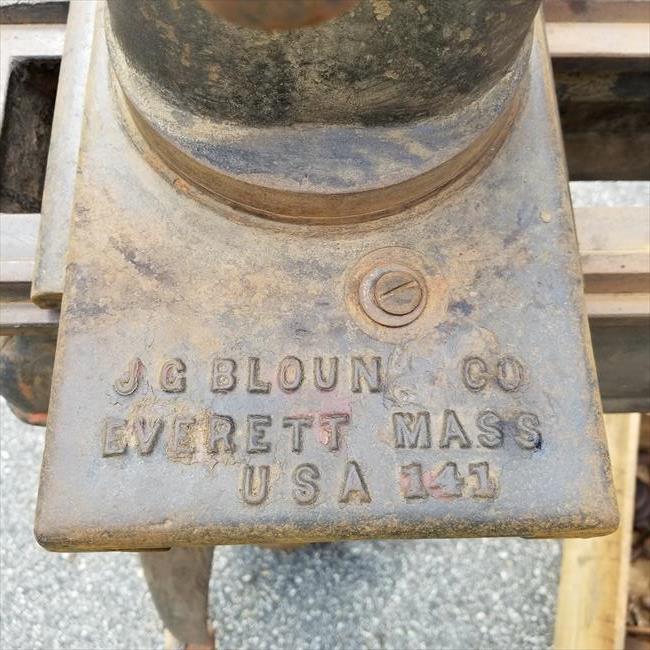 J G BLOUN CO
EVERETT MASS
USA 141